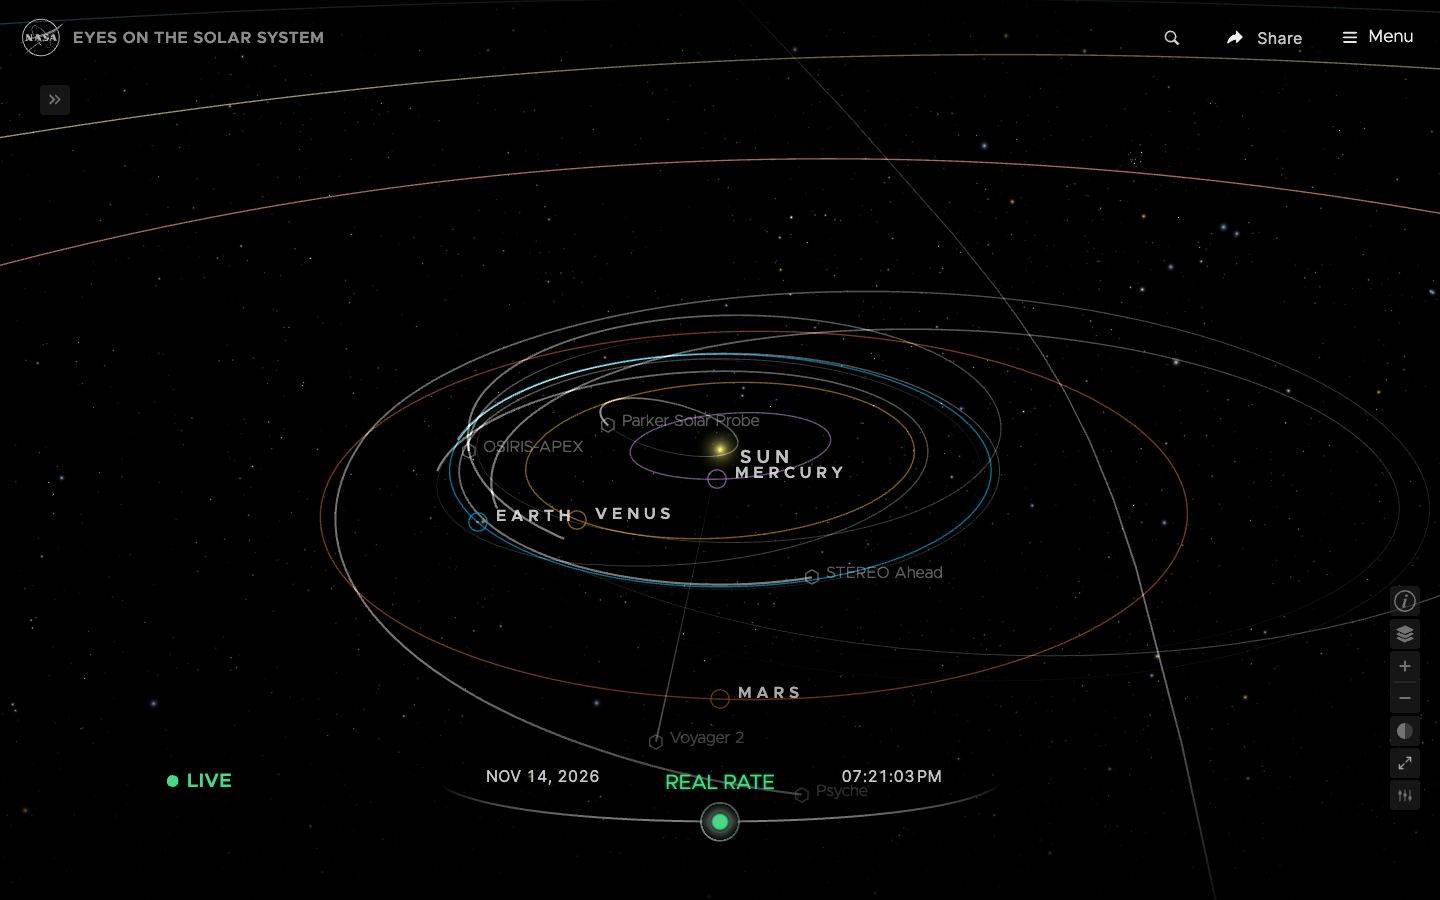 NASA
EYES ON THE SOLAR SYSTEM
Share
Menu
Parker Solar Probe
OSIRIS-APEX
SUN
MERCURY
EARTH
VENUS
STEREO Ahead
MARS
Voyager 2
LIVE
NOV 14, 2026
REAL RATE
07:21:03 PM
Psyche